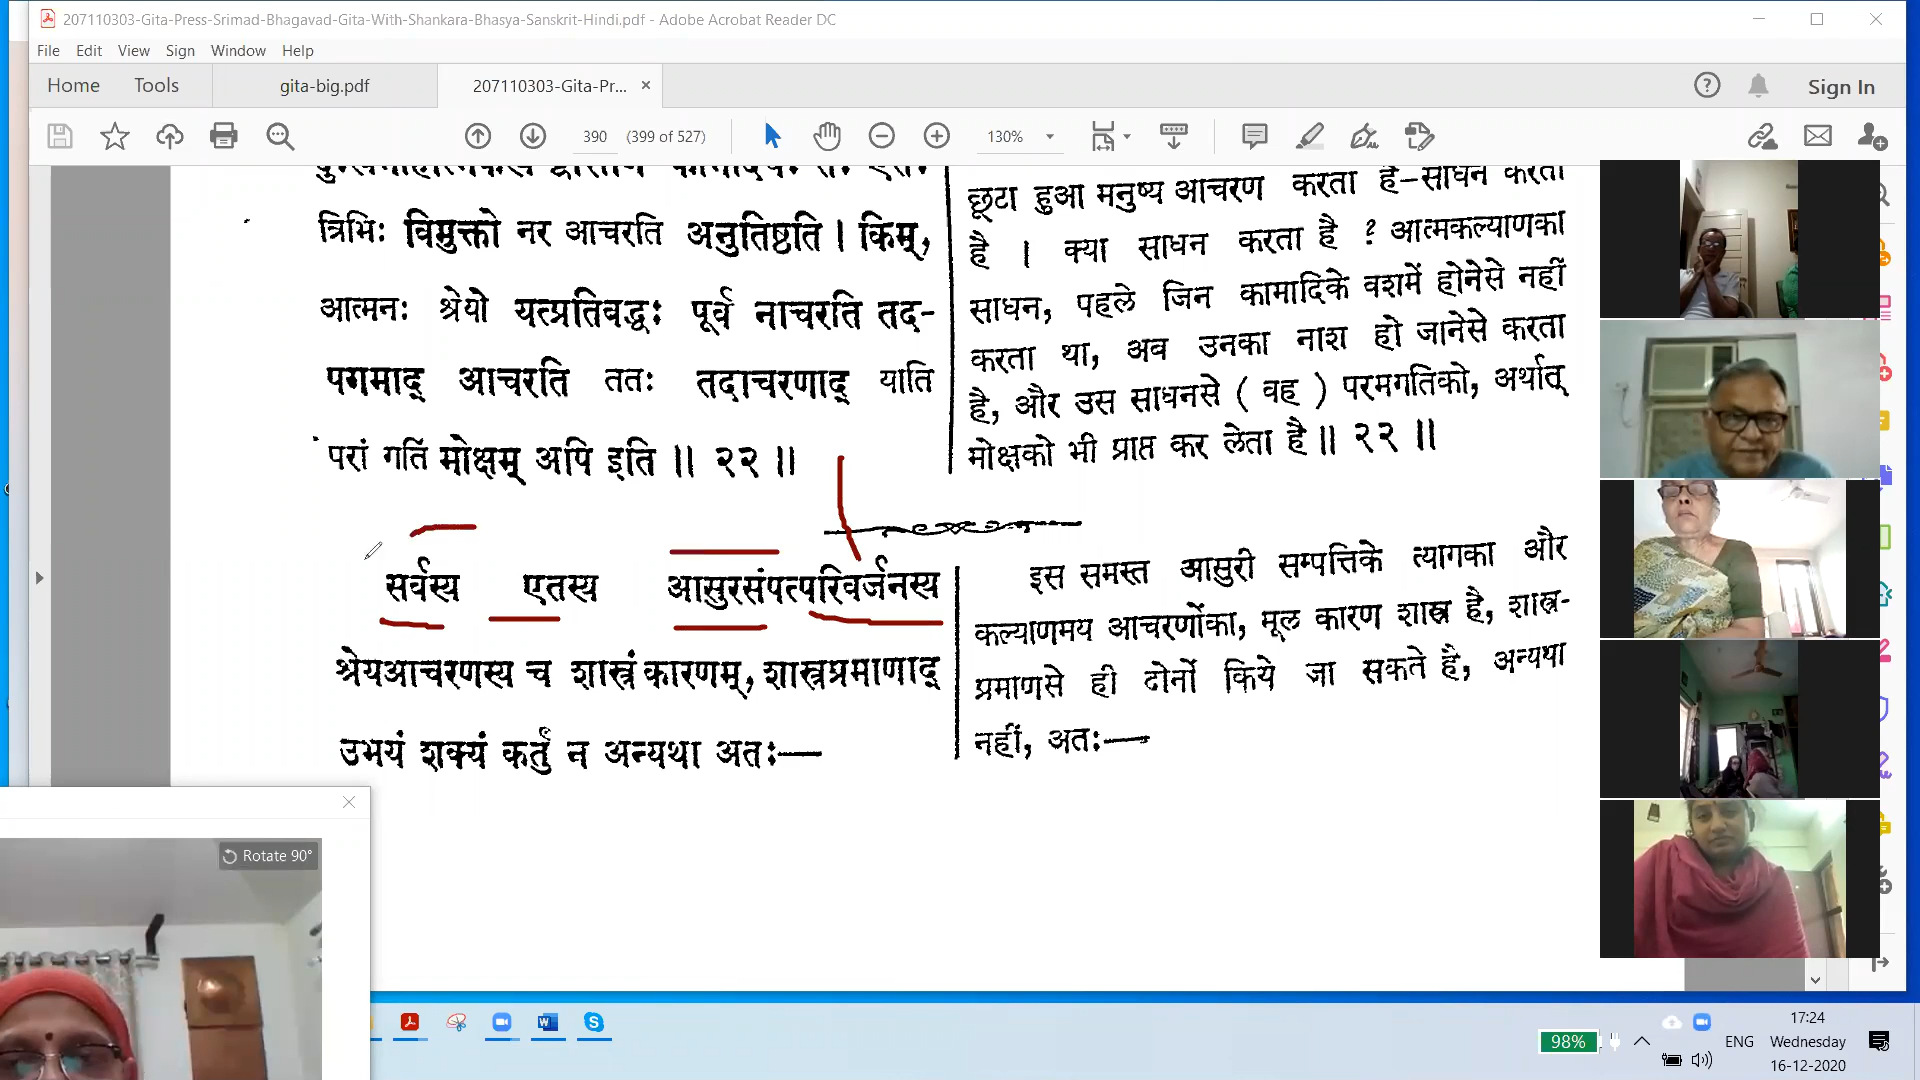 207110303-Gita-Press-Srimad-Bhagavad-Gita-With-Shankara-Bhasya-Sanskrit-Hindi.pdf - Adobe Acrobat Reader DC
File Edit View Sign Window Help
Home Tools gita-big.pdf 207110303-Gita-Pr... Sign In
390 (399 of 527) 130%
त्रिभिः विमुक्तो नर आचरति अनुतिष्ठति । किम्,
आत्मनः श्रेयो यत्प्रतिबद्धः पूर्वं नाचरति तद-
पगमाद् आचरति ततः तदाचरणाद् याति
परां गतिं मोक्षम् अपि इति ॥ २२ ॥
छूटा हुआ मनुष्य आचरण करता है—साधन करता
है । क्या साधन करता है ? आत्मकल्याणका
साधन, पहले जिन कामादिके वशमें होनेसे नहीं
करता था, अब उनका नाश हो जानेसे करता
है, और उस साधनसे ( वह ) परमगतिको, अर्थात्
मोक्षको भी प्राप्त कर लेता है ॥ २२ ॥
सर्वस्य एतस्य आसुरसंपत्परिवर्जनस्य
श्रेयआचरणस्य च शास्त्रं कारणम्, शास्त्रप्रमाणाद्
उभयं शक्यं कर्तुं न अन्यथा अतः—
इस समस्त आसुरी सम्पत्तिके त्यागका और
कल्याणमय आचरणोंका, मूल कारण शास्त्र है, शास्त्र-
प्रमाणसे ही दोनों किये जा सकते है, अन्यथा
नहीं, अतः—
Rotate 90°
98% ENG 17:24
Wednesday
16-12-2020